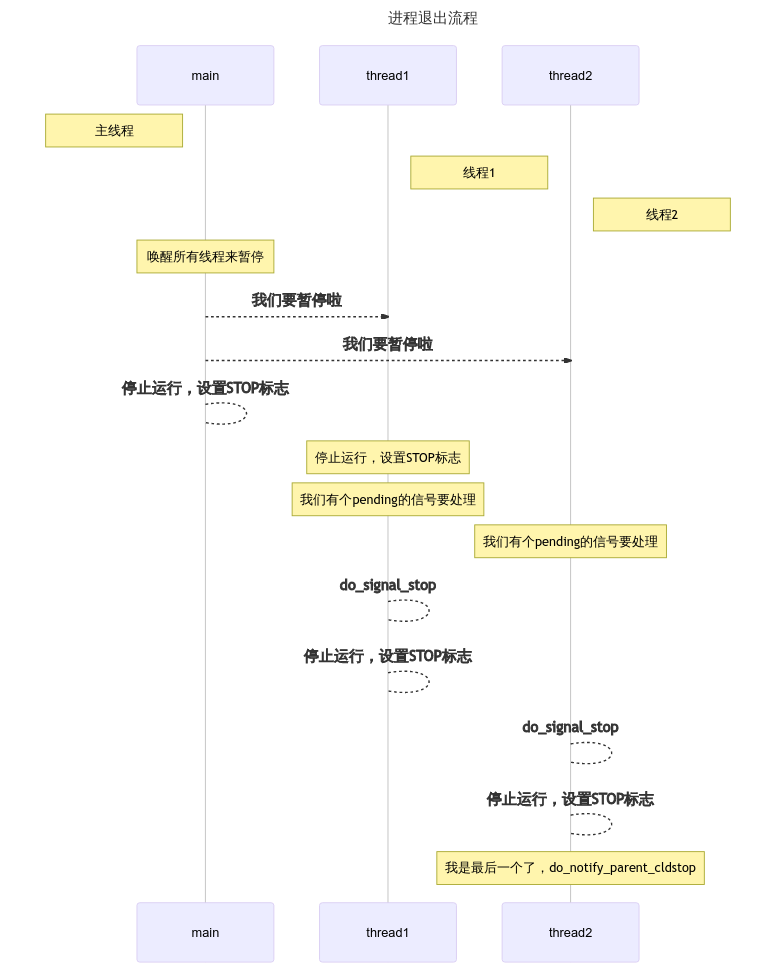 进程退出流程
main
thread1
thread2
主线程
线程1
线程2
唤醒所有线程来暂停
我们要暂停啦
我们要暂停啦
停止运行，设置STOP标志
停止运行，设置STOP标志
我们有个pending的信号要处理
我们有个pending的信号要处理
do_signal_stop
停止运行，设置STOP标志
do_signal_stop
停止运行，设置STOP标志
我是最后一个了，do_notify_parent_cldstop
main
thread1
thread2